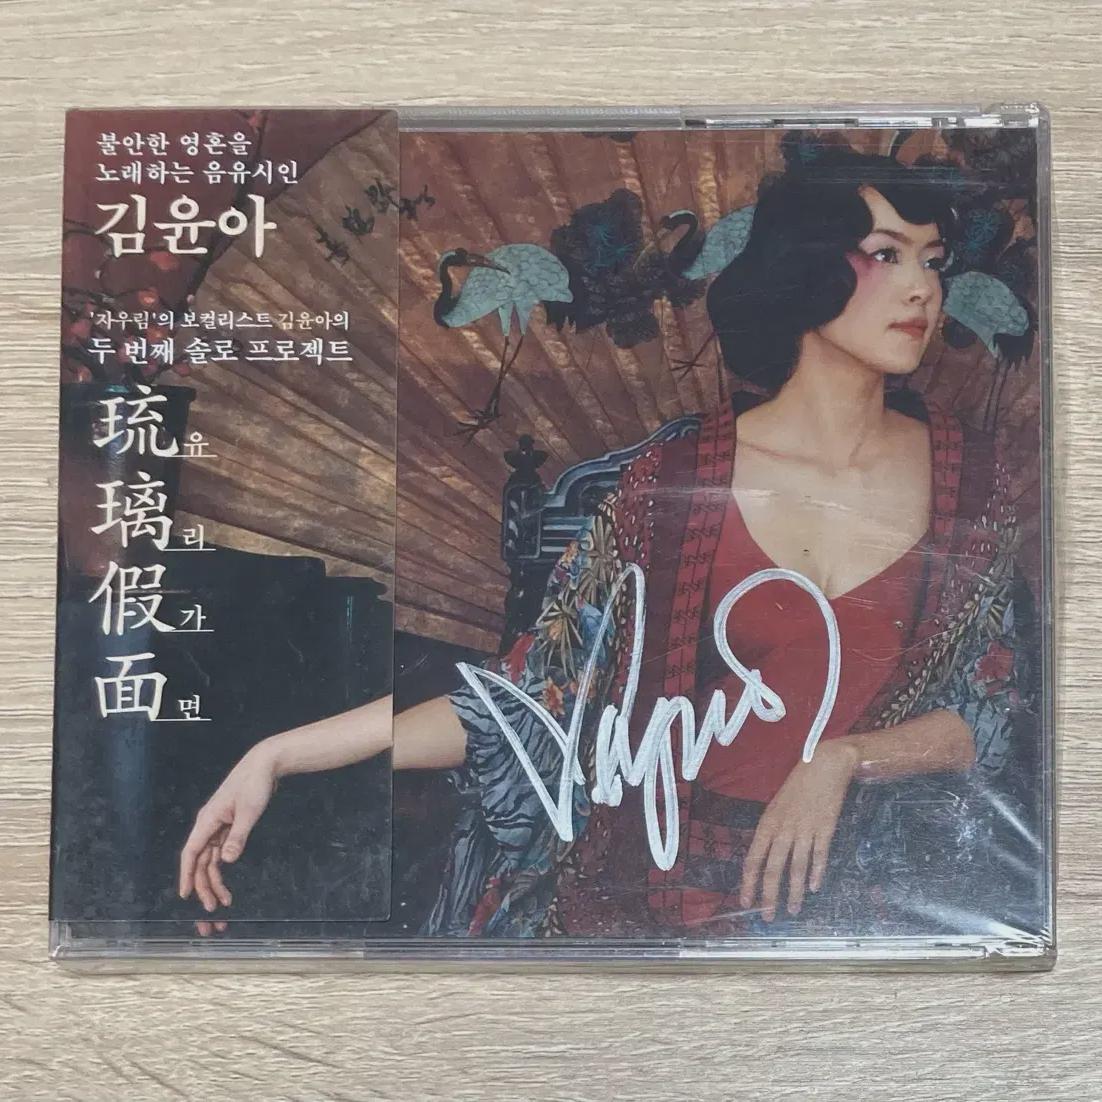 불안한 영혼을
노래하는 음유시인
김윤아
'자우림'의 보컬리스트 김윤아의
두 번째 솔로 프로젝트
琉유
璃리
假가
面면